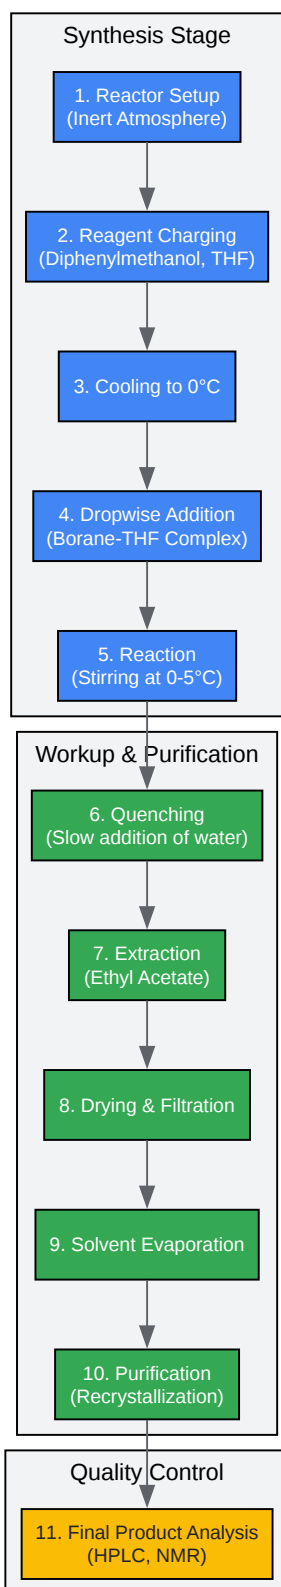 Synthesis Stage
1. Reactor Setup
(Inert Atmosphere)
2. Reagent Charging
(Diphenylmethanol, THF)
3. Cooling to 0°C
4. Dropwise Addition
(Borane-THF Complex)
5. Reaction
(Stirring at 0-5°C)
Workup & Purification
6. Quenching
(Slow addition of water)
7. Extraction
(Ethyl Acetate)
8. Drying & Filtration
9. Solvent Evaporation
10. Purification
(Recrystallization)
Quality Control
11. Final Product Analysis
(HPLC, NMR)